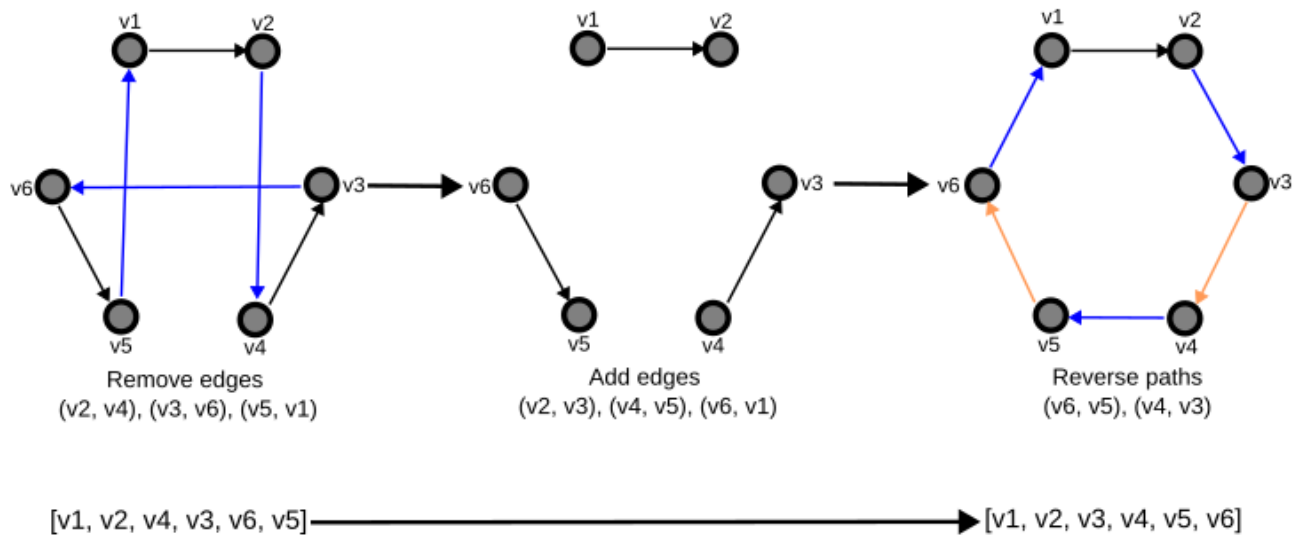 v1 v2
v6 v3
v5 v4
Remove edges
(v2, v4), (v3, v6), (v5, v1)
v1 v2
v6 v3
v5 v4
Add edges
(v2, v3), (v4, v5), (v6, v1)
v1 v2
v6 v3
v5 v4
Reverse paths
(v6, v5), (v4, v3)
[v1, v2, v4, v3, v6, v5]
[v1, v2, v3, v4, v5, v6]